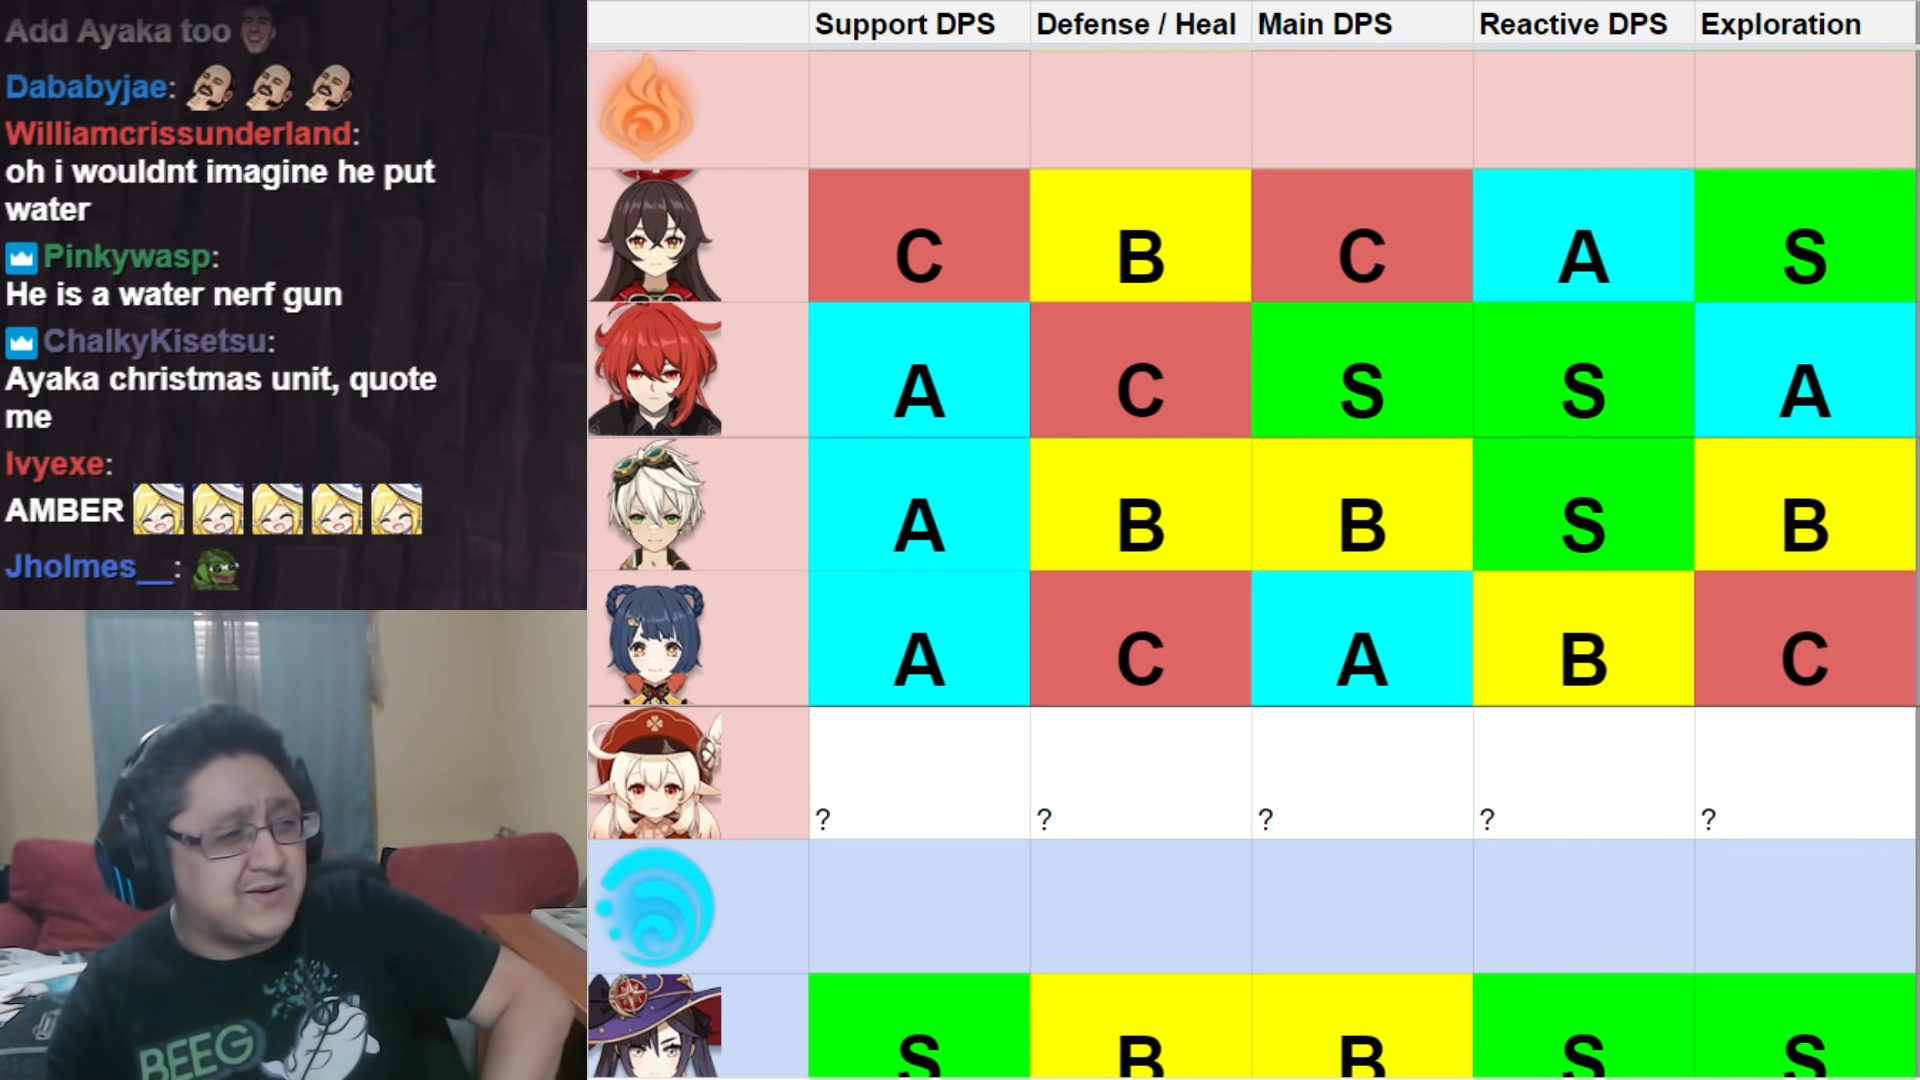 Add Ayaka too
Dababyjae:
Williamcrissunderland:
oh i wouldnt imagine he put
water
Pinkywasp:
He is a water nerf gun
ChalkyKisetsu:
Ayaka christmas unit, quote
me
Ivyexe:
AMBER
Jholmes__:
BEEG
Support DPS Defense / Heal Main DPS Reactive DPS Exploration
C B C A S
A C S S A
A B B S B
A C A B C
? ? ? ? ?
S B B S S